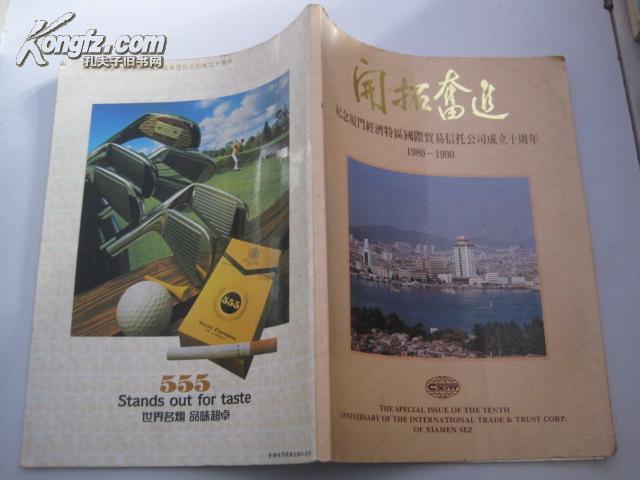 Kongfz.com
孔夫子旧书网
開拓奮進
紀念厦門經濟特區國際貿易信托公司成立十周年
1980-1990
THE SPECIAL ISSUE OF THE TENTH
ANNIVERSARY OF THE INTERNATIONAL TRADE & TRUST CORP.
OF XIAMEN SEZ
555
STATE EXPRESS
555
Stands out for taste
世界名烟 品味超卓